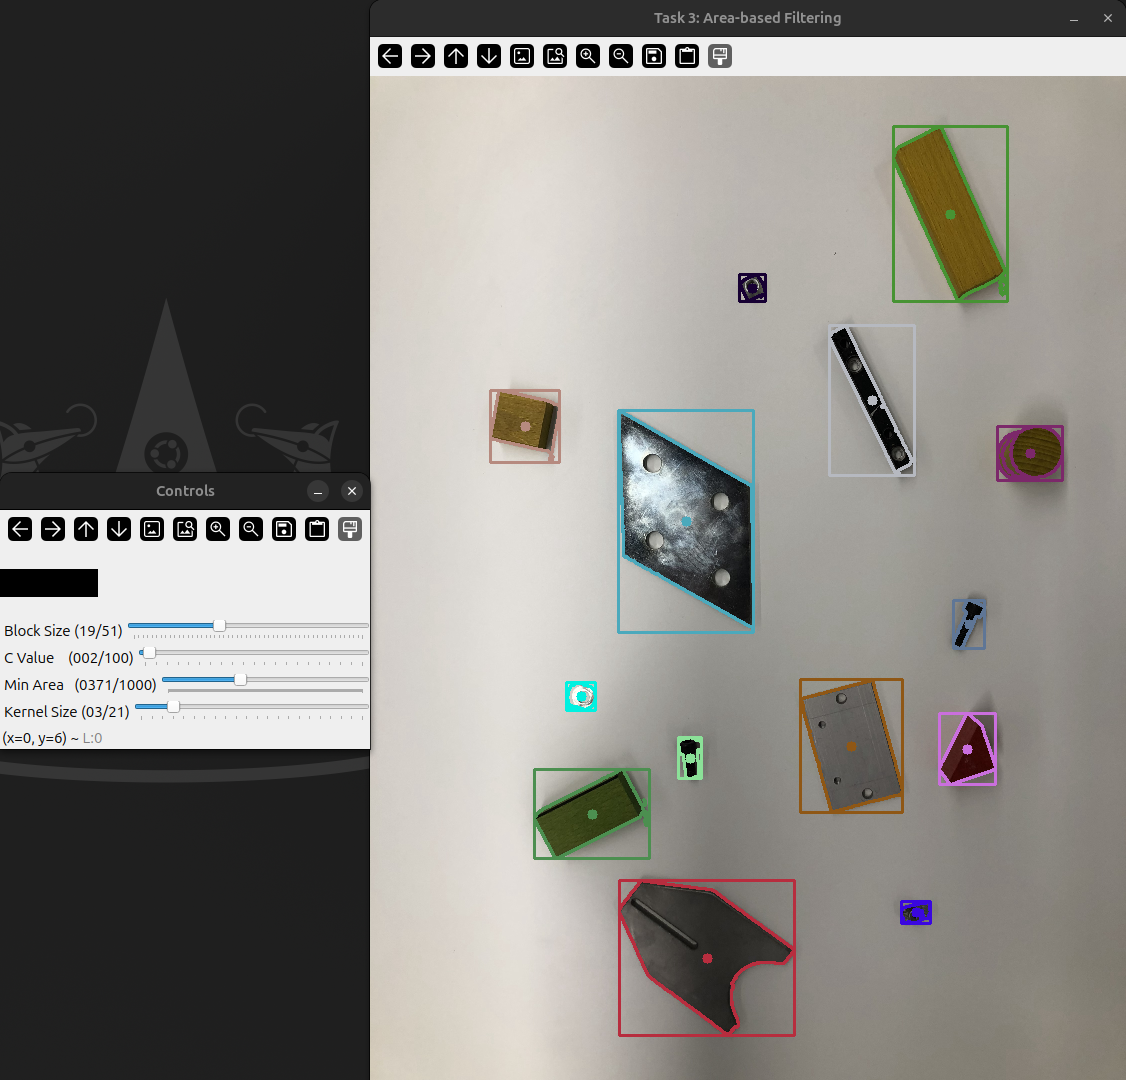 Task 3: Area-based Filtering
Controls
Block Size (19/51)
C Value (002/100)
Min Area (0371/1000)
Kernel Size (03/21)
(x=0, y=6) ~ L:0